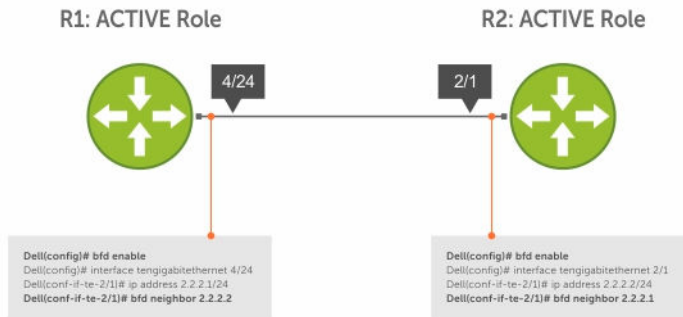 R1: ACTIVE Role
R2: ACTIVE Role
4/24
2/1
Dell(config)# bfd enable
Dell(config)# interface tengigabitethernet 4/24
Dell(conf-if-te-2/1)# ip address 2.2.2.1/24
Dell(conf-if-te-2/1)# bfd neighbor 2.2.2.2
Dell(config)# bfd enable
Dell(config)# interface tengigabitethernet 2/1
Dell(conf-if-te-2/1)# ip address 2.2.2.2/24
Dell(conf-if-te-2/1)# bfd neighbor 2.2.2.1